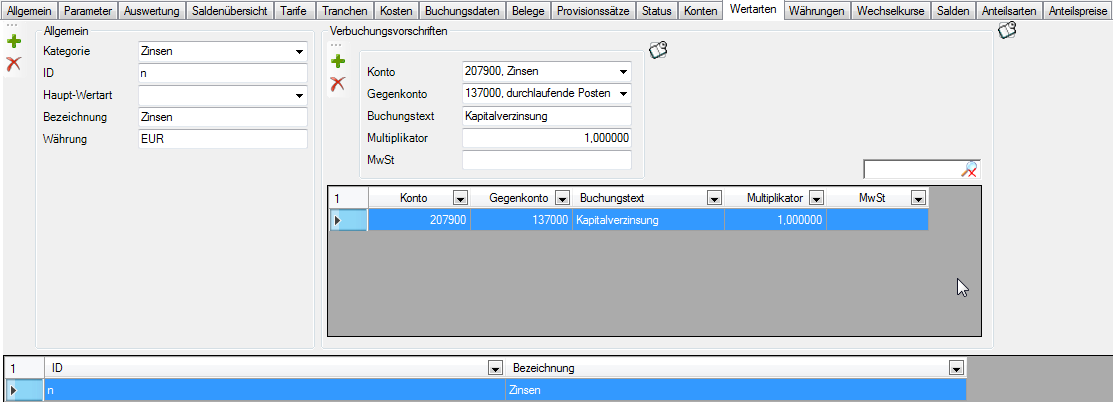 Allgemein Parameter Auswertung Saldenübersicht Tarife Tranchen Kosten Buchungsdaten Belege Provisionssätze Status Konten Wertarten Währungen Wechselkurse Salden Anteilsarten Anteilspreise
Allgemein
Kategorie Zinsen
ID n
Haupt-Wertart
Bezeichnung Zinsen
Währung EUR
Verbuchungsvorschriften
Konto 207900, Zinsen
Gegenkonto 137000, durchlaufende Posten
Buchungstext Kapitalverzinsung
Multiplikator 1,000000
MwSt
1 Konto Gegenkonto Buchungstext Multiplikator MwSt
207900 137000 Kapitalverzinsung 1,000000
1 ID Bezeichnung
n Zinsen